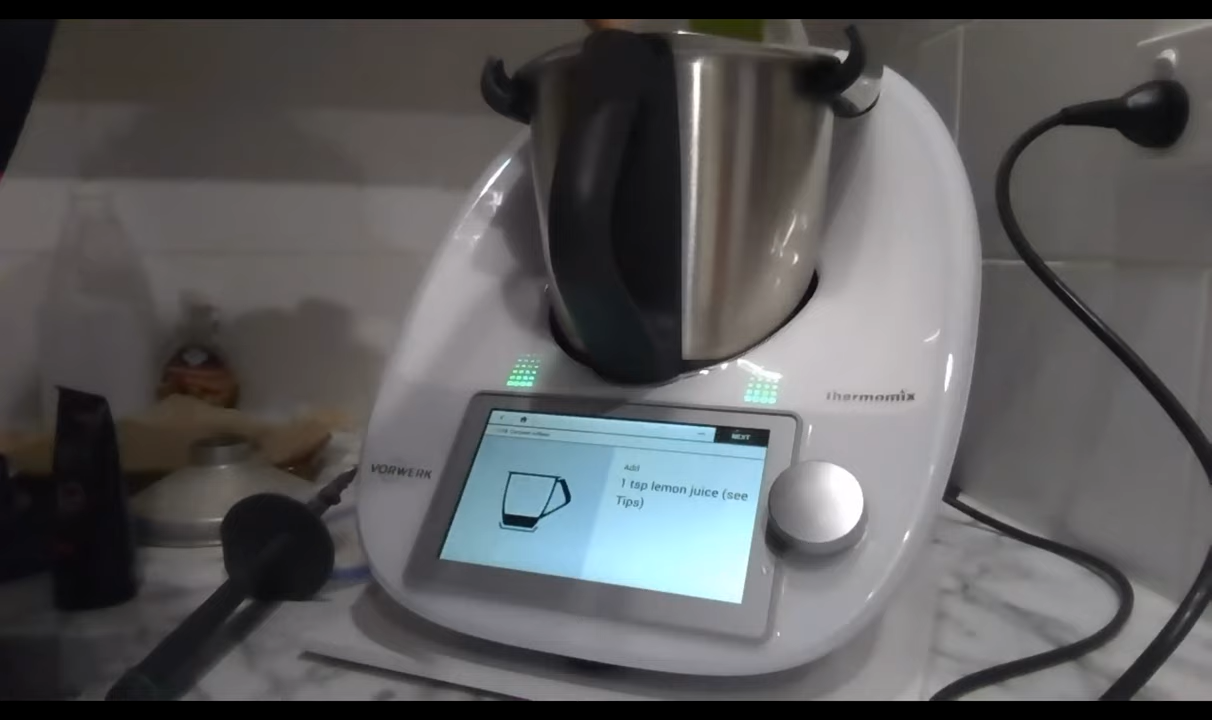 thermomix
VORWERK
NEXT
Add
1 tsp lemon juice (see
Tips)